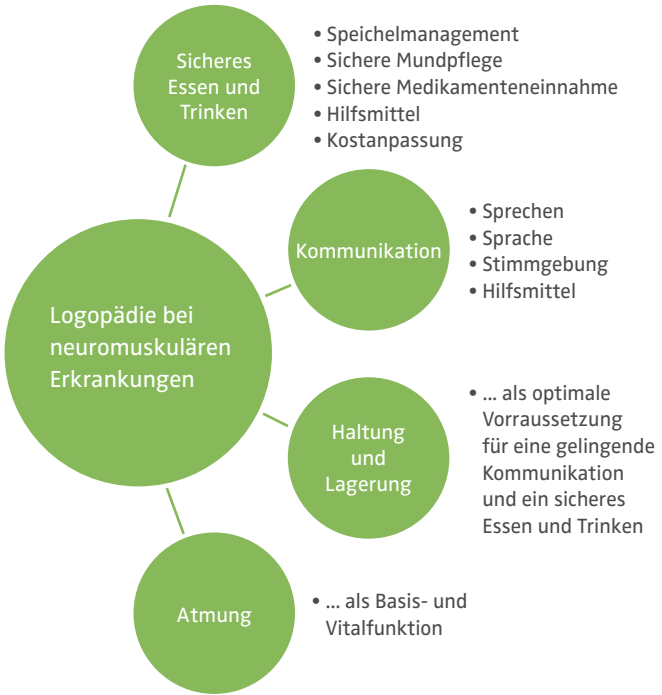 Sicheres
Essen und
Trinken
• Speichelmanagement
• Sichere Mundpflege
• Sichere Medikamenteneinnahme
• Hilfsmittel
• Kostanpassung
Kommunikation
• Sprechen
• Sprache
• Stimmgebung
• Hilfsmittel
Logopädie bei
neuromuskulären
Erkrankungen
Haltung
und
Lagerung
• ... als optimale
Vorraussetzung
für eine gelingende
Kommunikation
und ein sicheres
Essen und Trinken
Atmung
• ... als Basis- und
Vitalfunktion